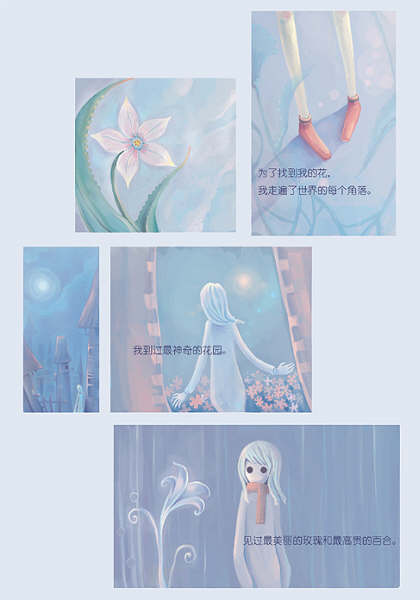 为了找到我的花,
我走遍了世界的每个角落。
我到过最神奇的花园。
见过最美丽的玫瑰和最高贵的百合。